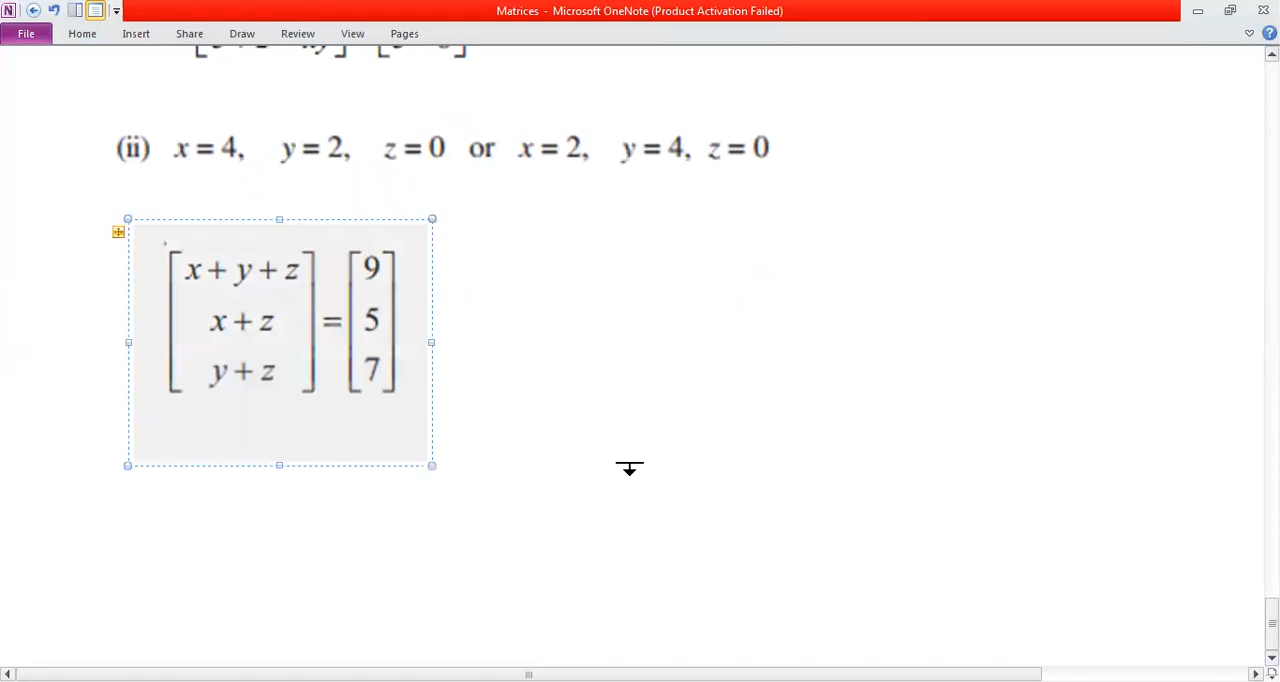 Matrices - Microsoft OneNote (Product Activation Failed)
File Home Insert Share Draw Review View Pages
(ii) x = 4, y = 2, z = 0 or x = 2, y = 4, z = 0
[x + y + z] [9]
[x + z] = [5]
[y + z] [7]